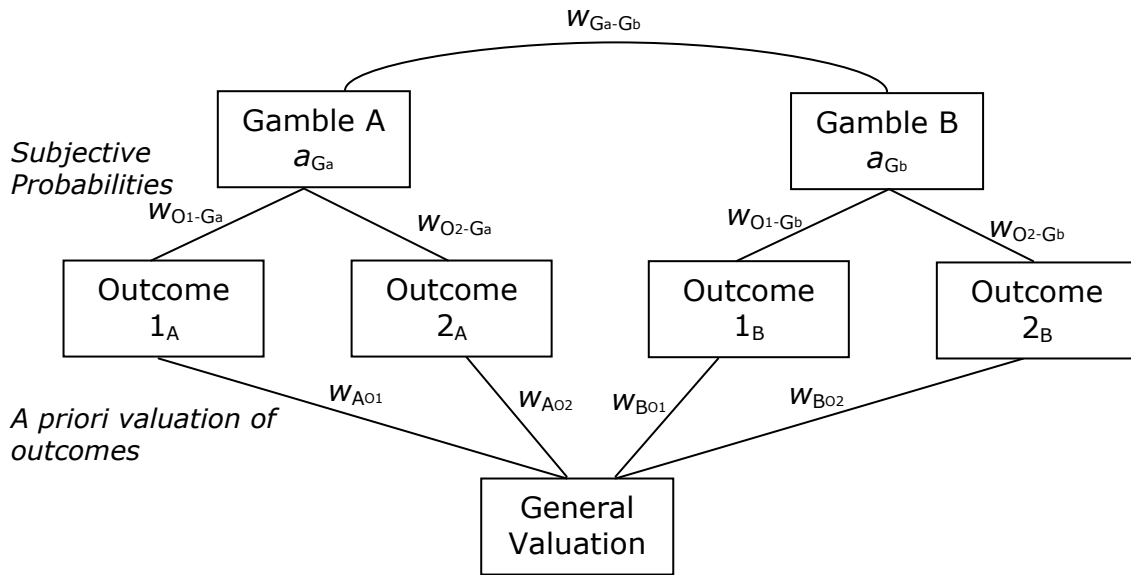 wGa-Gb
Gamble A
aGa
Gamble B
aGb
Subjective
Probabilities
wO1-Ga
wO2-Ga
wO1-Gb
wO2-Gb
Outcome
1A
Outcome
2A
Outcome
1B
Outcome
2B
A priori valuation of
outcomes
wAO1
wAO2
wBO1
wBO2
General
Valuation